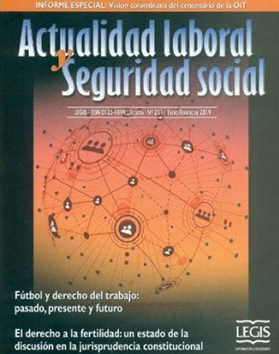 INFORME ESPECIAL: Visión colombiana del centenario de la OIT
Actualidad laboral
y Seguridad social
LEGIS
Fútbol y derecho del trabajo:
pasado, presente y futuro
El derecho a la fertilidad: un estado de la
discusión en la jurisprudencia constitucional
LEGIS